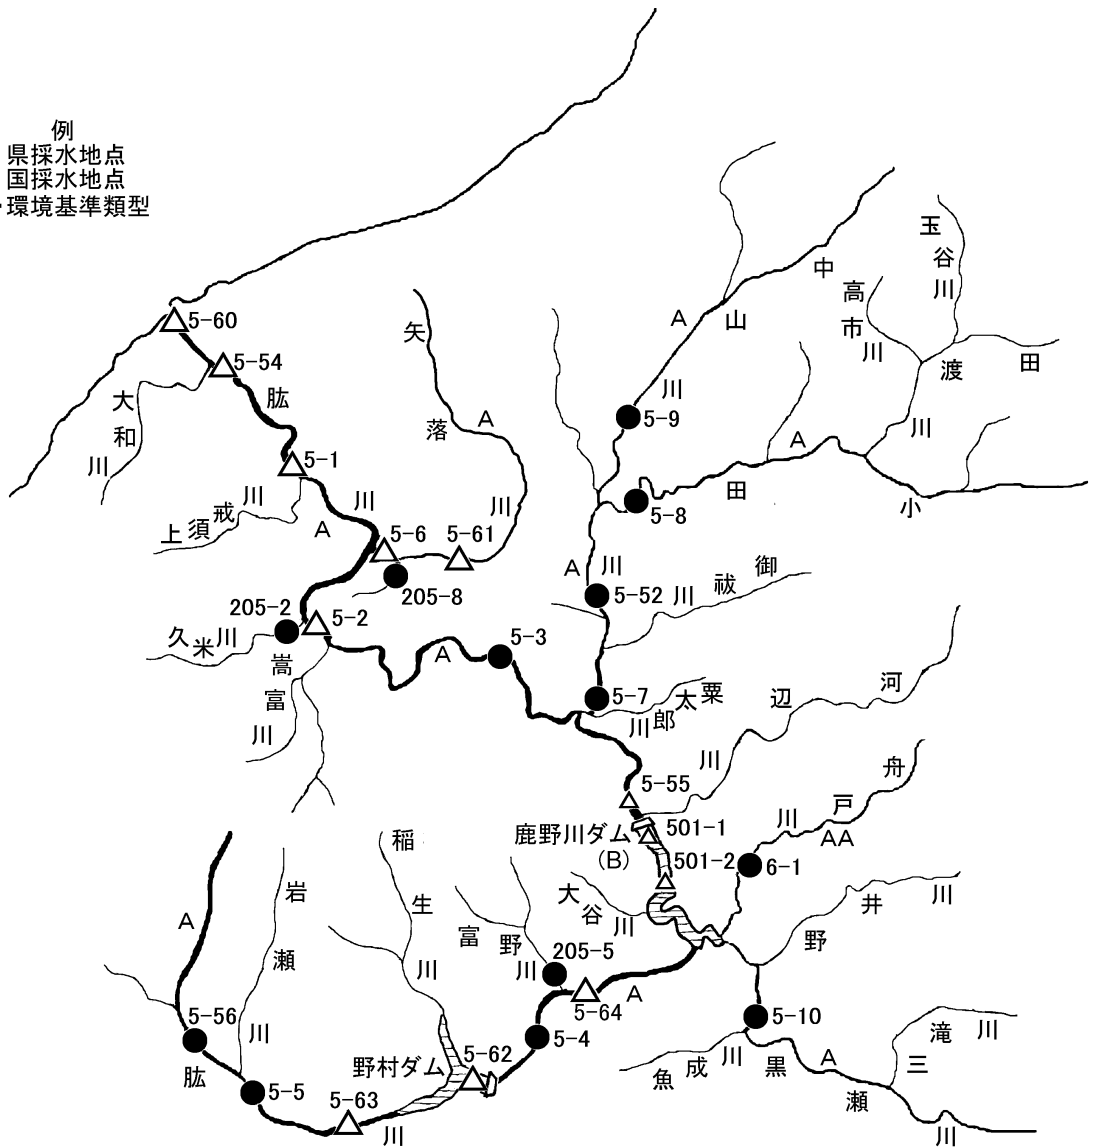 例
県採水地点
国採水地点
・環境基準類型
5-60
5-54
肱
大和川
5-1
川
A
上須戒川
矢落川
A
5-6
5-61
205-8
205-2
5-2
久米川
嵩富川
A
5-3
中山川
A
5-9
玉谷川
高市川
田渡川
小田川
A
5-8
A
5-52
御祓川
5-7
粟太郎川
河辺川
5-55
鹿野川ダム
(B)
501-1
501-2
舟戸川
AA
6-1
大谷川
野井川
稲生川
岩瀬川
富野川
205-5
5-64
A
5-4
5-10
魚成川
黒瀬川
A
三滝川
A
5-56
肱
5-5
5-63
川
野村ダム
5-62